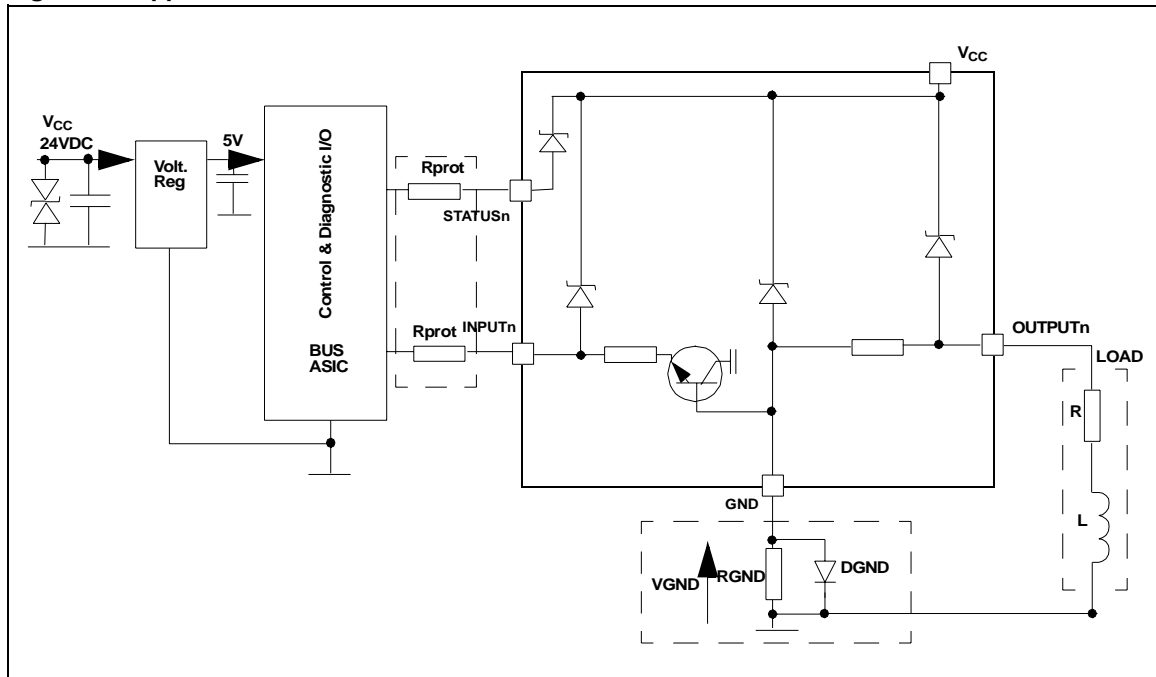 VCC
VCC
24VDC
5V
Volt.
Reg
Control & Diagnostic I/O
Rprot
STATUSn
Rprot
INPUTn
BUS
ASIC
OUTPUTn
LOAD
R
L
GND
VGND
RGND
DGND